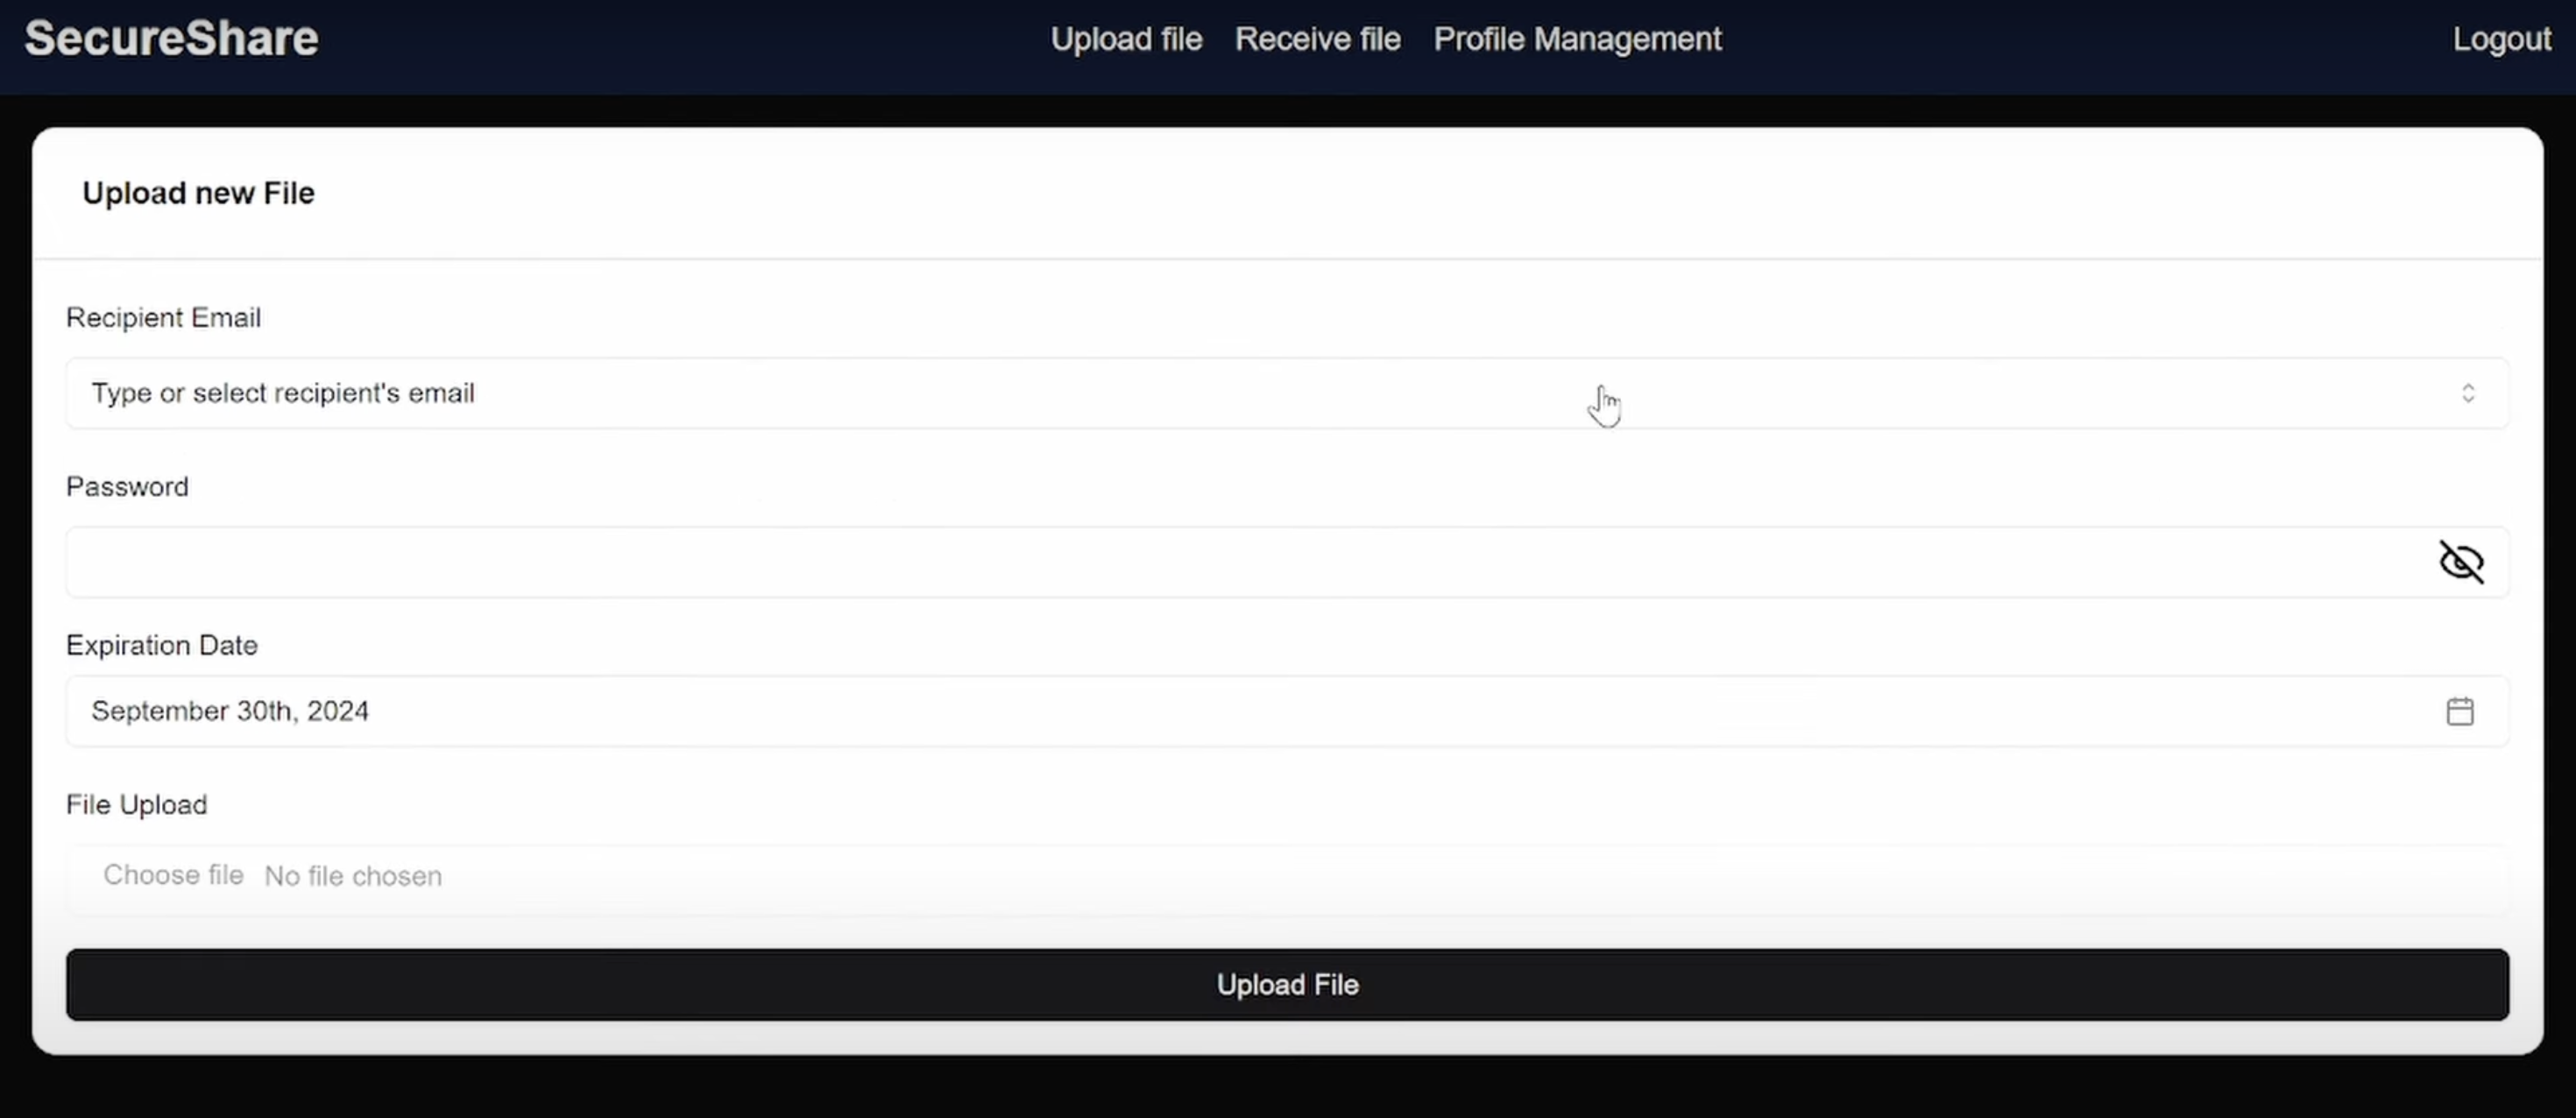 SecureShare Upload file Receive file Profile Management Logout
Upload new File
Recipient Email
Type or select recipient's email
Password
Expiration Date
September 30th, 2024
File Upload
Choose file No file chosen
Upload File